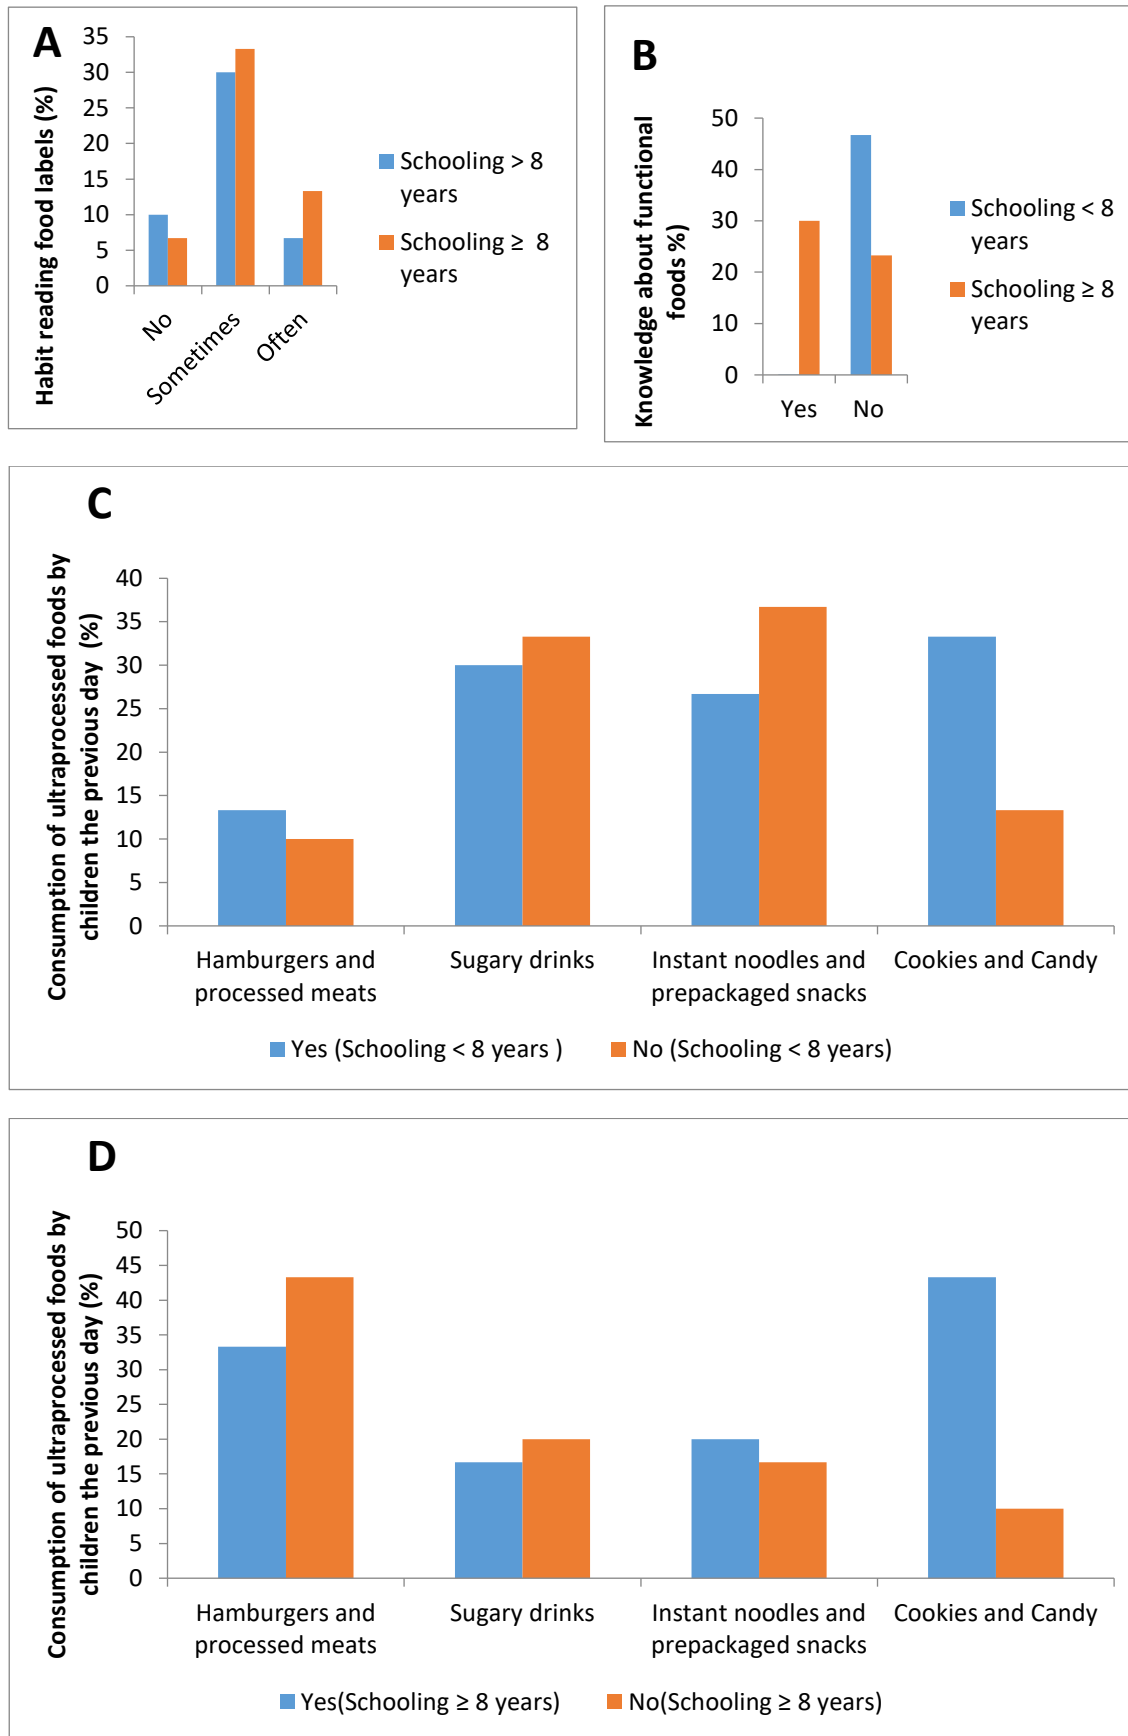 A
Habit reading food labels (%)
35
30
25
20
15
10
5
0
No
Sometimes
Often
Schooling > 8
years
Schooling ≥ 8
years
B
Knowledge about functional
foods %)
50
40
30
20
10
0
Yes
No
Schooling < 8
years
Schooling ≥ 8
years
C
Consumption of ultraprocessed foods by
children the previous day (%)
40
35
30
25
20
15
10
5
0
Hamburgers and
processed meats
Sugary drinks
Instant noodles and
prepackaged snacks
Cookies and Candy
Yes (Schooling < 8 years )
No (Schooling < 8 years)
D
Consumption of ultraprocessed foods by
children the previous day (%)
50
45
40
35
30
25
20
15
10
5
0
Hamburgers and
processed meats
Sugary drinks
Instant noodles and
prepackaged snacks
Cookies and Candy
Yes(Schooling ≥ 8 years)
No(Schooling ≥ 8 years)